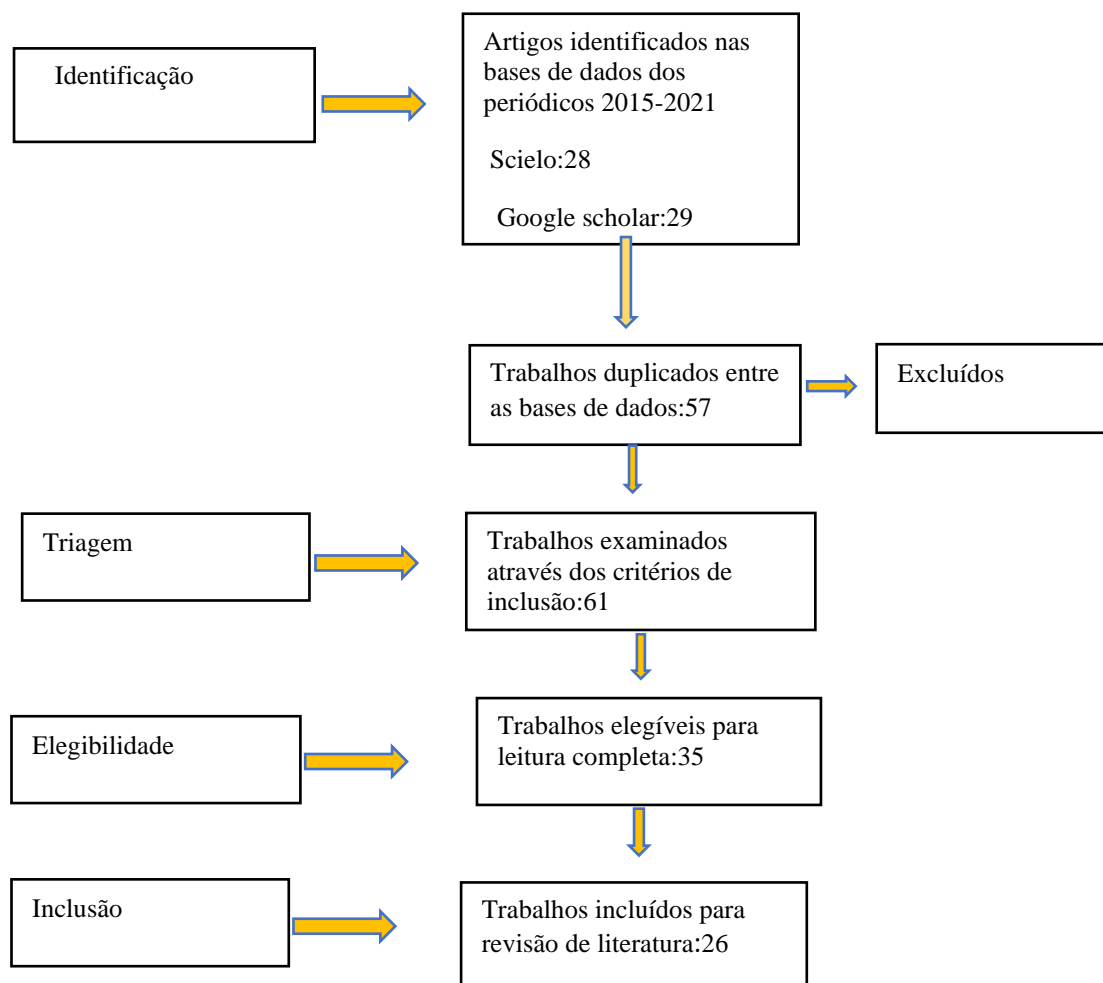 Identificação
Artigos identificados nas
bases de dados dos
periódicos 2015-2021
Scielo:28
Google scholar:29
Trabalhos duplicados entre
as bases de dados:57
Excluídos
Triagem
Trabalhos examinados
através dos critérios de
inclusão:61
Elegibilidade
Trabalhos elegíveis para
leitura completa:35
Inclusão
Trabalhos incluídos para
revisão de literatura:26